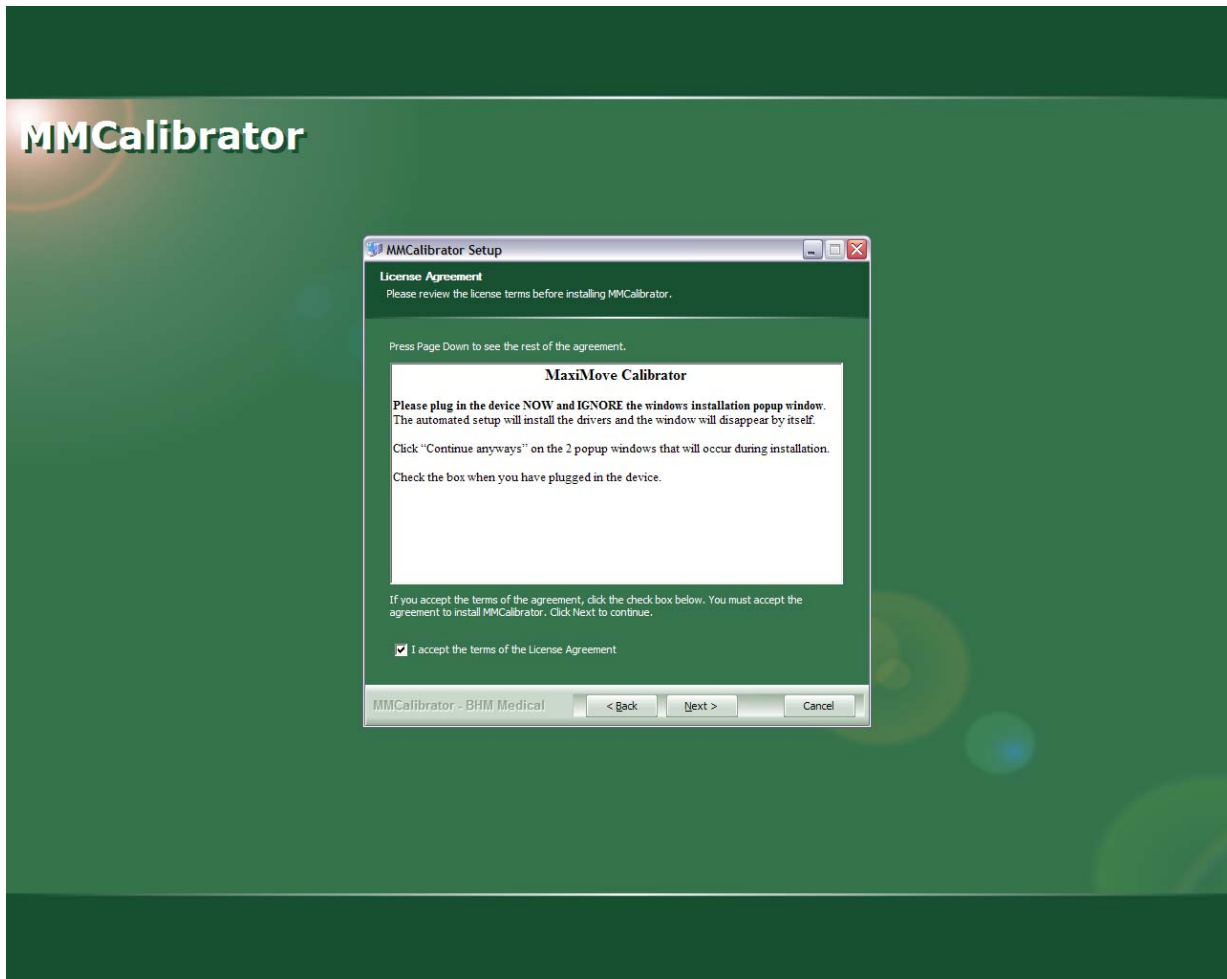 MMCalibrator
MMCalibrator Setup
License Agreement
Please review the license terms before installing MMCalibrator.
Press Page Down to see the rest of the agreement.
MaxiMove Calibrator
Please plug in the device NOW and IGNORE the windows installation popup window.
The automated setup will install the drivers and the window will disappear by itself.
Click “Continue anyways” on the 2 popup windows that will occur during installation.
Check the box when you have plugged in the device.
If you accept the terms of the agreement, click the check box below. You must accept the
agreement to install MMCalibrator. Click Next to continue.
I accept the terms of the License Agreement
MMCalibrator - BHM Medical
< Back
Next >
Cancel